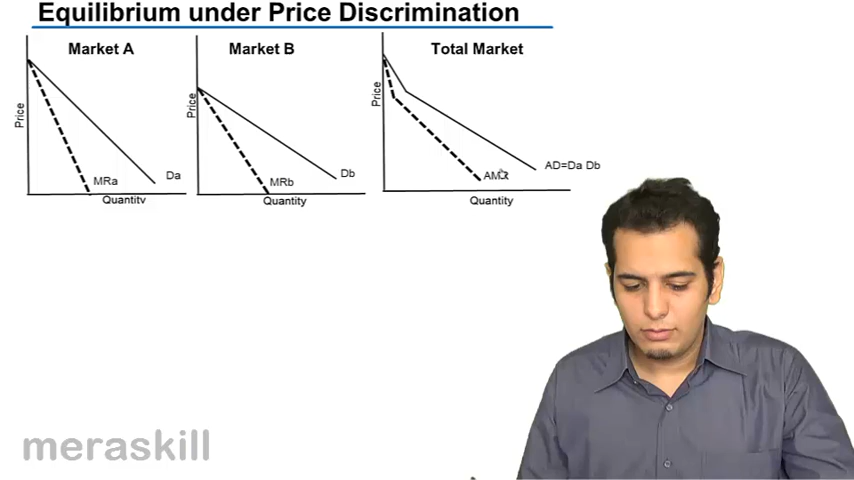 Equilibrium under Price Discrimination
Market A
Price
MRa
Da
Quantity
Market B
Price
MRb
Db
Quantity
Total Market
Price
AD=Da Db
Quantity
meraskill